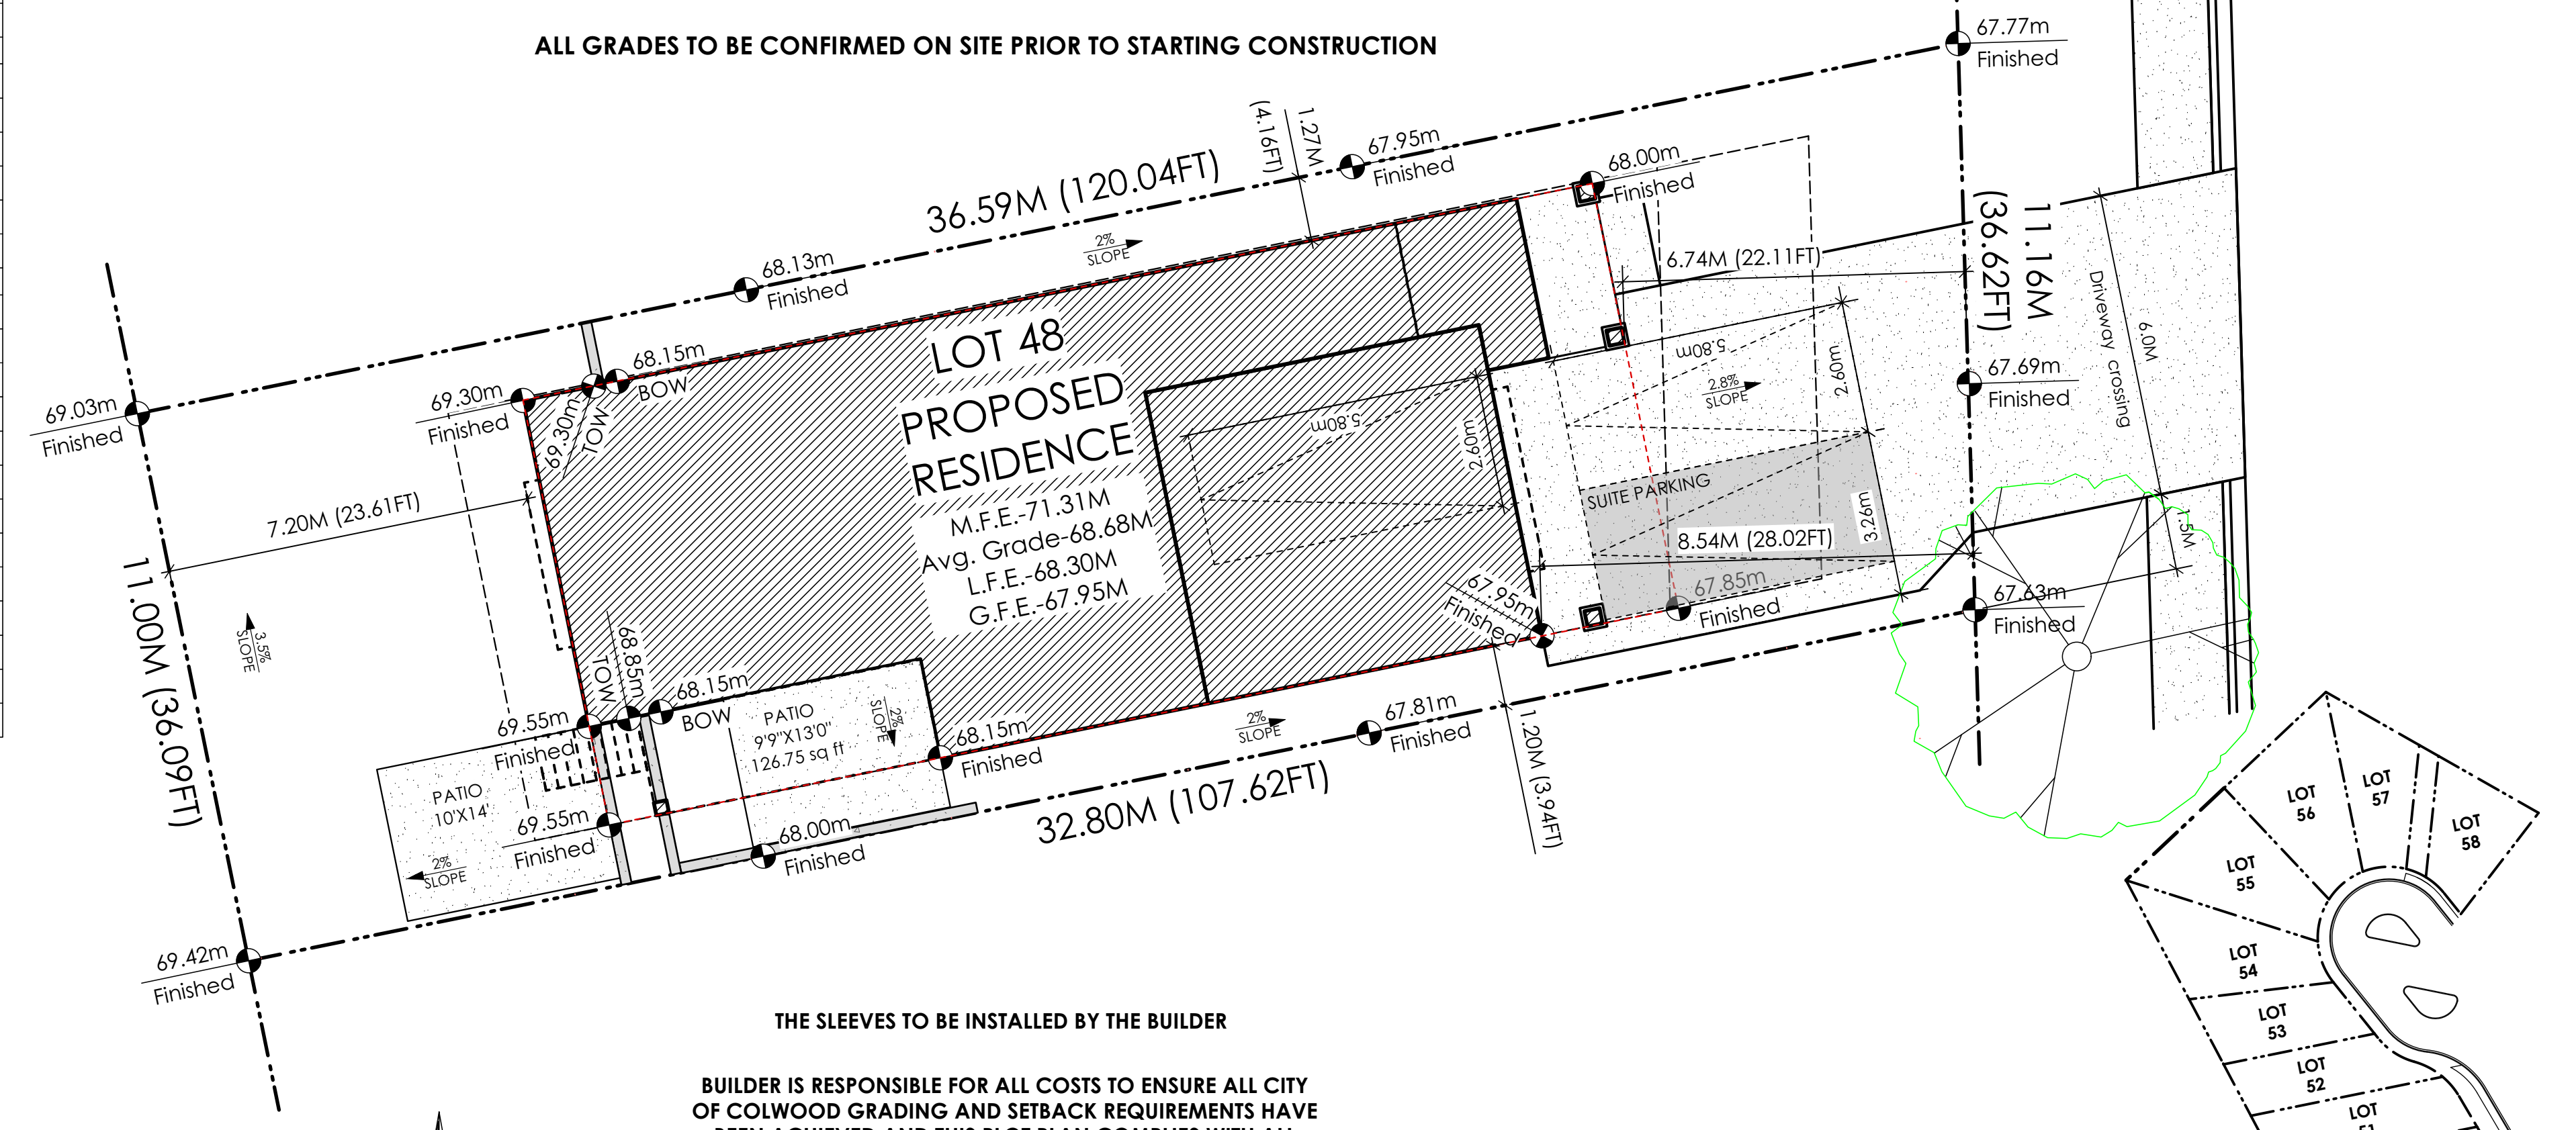 ALL GRADES TO BE CONFIRMED ON SITE PRIOR TO STARTING CONSTRUCTION
67.77m
Finished
1.27M
(4.16FT)
67.95m
Finished
68.00m
Finished
36.59M (120.04FT)
2%
SLOPE
68.13m
Finished
11.16M
(36.62FT)
6.74M (22.11FT)
Driveway crossing
6.0M
68.15m
BOW
69.30m
Finished
69.30m
TOW
69.03m
Finished
LOT 48
PROPOSED
RESIDENCE
M.F.E.-71.31M
Avg. Grade-68.68M
L.F.E.-68.30M
G.F.E.-67.95M
5.80m
2.60m
5.80m
2.60m
2.8%
SLOPE
67.69m
Finished
SUITE PARKING
3.26m
8.54M (28.02FT)
1.5M
7.20M (23.61FT)
11.00M (36.09FT)
3.5%
SLOPE
67.95m
Finished
67.85m
Finished
67.63m
Finished
68.85m
TOW
68.15m
BOW
69.55m
Finished
PATIO
9'9"X13'0"
126.75 sq ft
2%
SLOPE
68.15m
Finished
2%
SLOPE
67.81m
Finished
1.20M (3.94FT)
PATIO
10'X14'
69.55m
Finished
2%
SLOPE
68.00m
Finished
32.80M (107.62FT)
69.42m
Finished
LOT
56
LOT
57
LOT
58
LOT
55
LOT
54
LOT
53
LOT
52
LOT
51
THE SLEEVES TO BE INSTALLED BY THE BUILDER
BUILDER IS RESPONSIBLE FOR ALL COSTS TO ENSURE ALL CITY
OF COLWOOD GRADING AND SETBACK REQUIREMENTS HAVE
BEEN ACHIEVED AND THIS PLOT PLAN COMPLIES WITH ALL